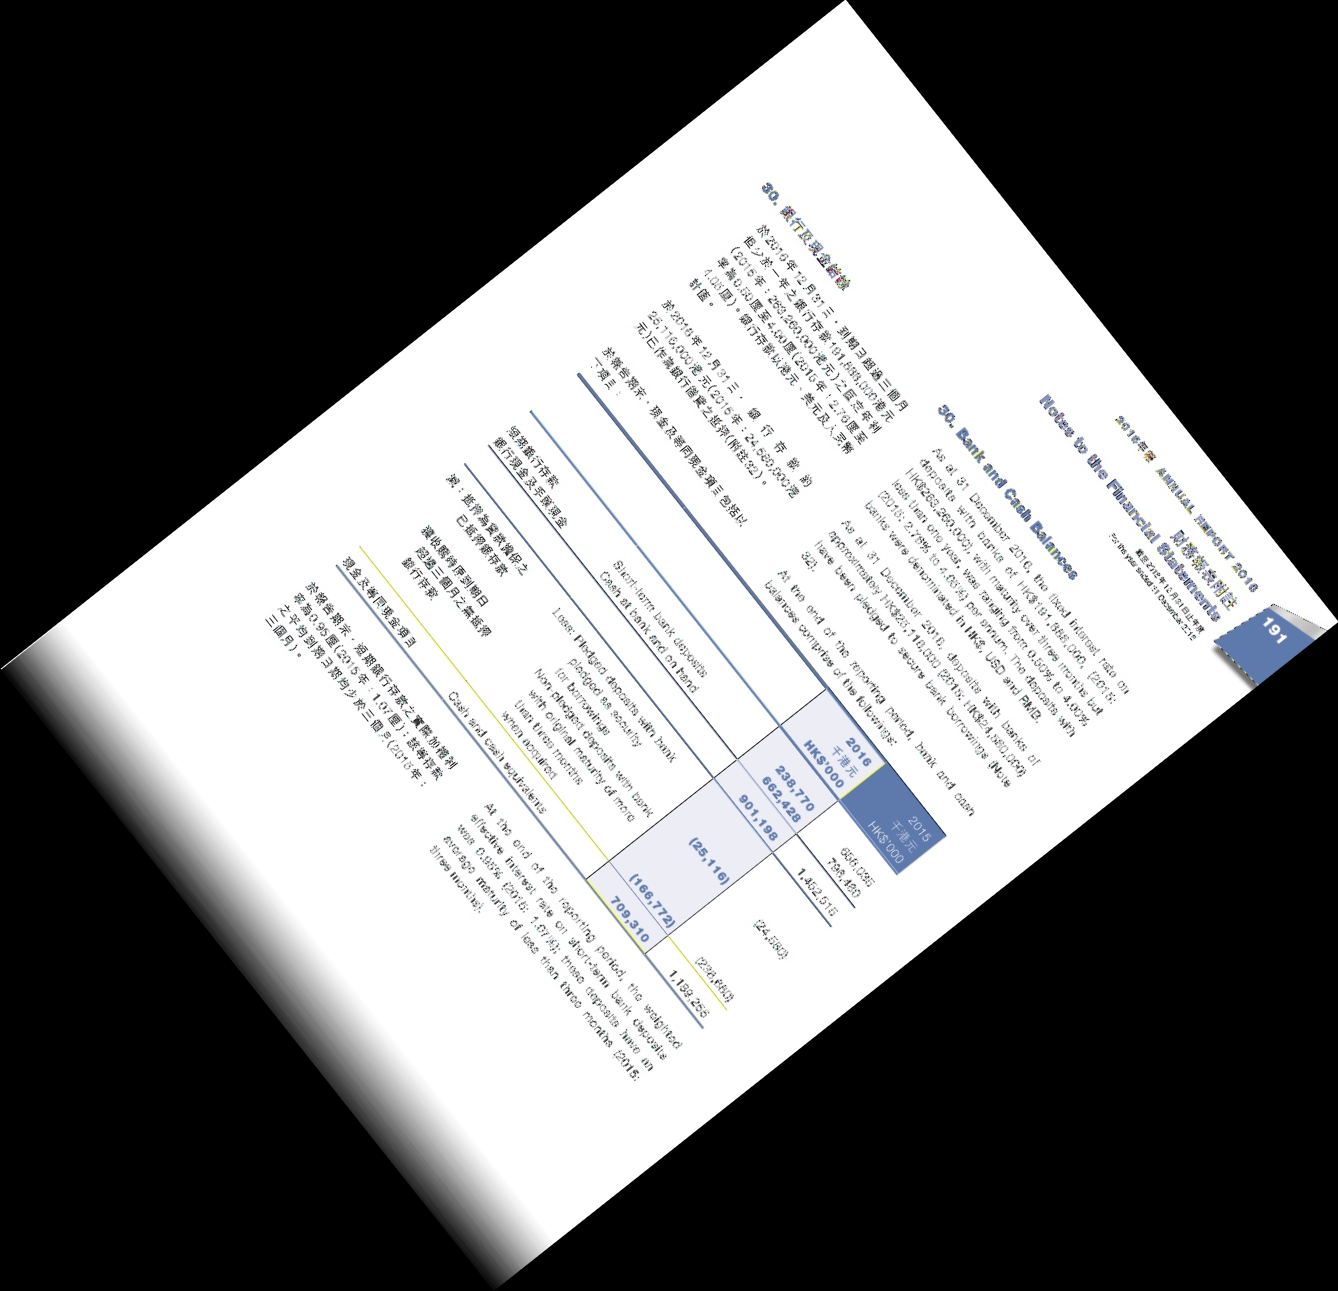 2016年報 ANNUAL REPORT 2016
191
財務報表附註
Notes to the Financial Statements
截至2016年12月31日止年度
For the year ended 31 December 2016
30. 銀行及現金結餘
於2016年12月31日，到期日超過三個月
但少於一年之銀行存款191,888,000港元
(2015年：263,260,000港元)之固定年利
率為0.50厘至4.00厘(2015年：2.79厘至
4.05厘)。銀行存款以港元、美元及人民幣
計值。
於2016年12月31日，銀行存款約
25,116,000港元(2015年：24,580,000港
元)已作為銀行借貸之抵押(附註32)。
於報告期末，現金及等同現金項目包括以
下項目：
30. Bank and Cash Balances
As at 31 December 2016, the fixed interest rate on
deposits with banks of HK$191,888,000, (2015:
HK$263,260,000), with maturity over three months but
less than one year, was ranging from 0.50% to 4.00%
(2015: 2.79% to 4.05%) per annum. The deposits with
banks were denominated in HK$, USD and RMB.
As at 31 December 2016, deposits with banks of
approximately HK$25,116,000 (2015: HK$24,580,000)
have been pledged to secure bank borrowings (Note
32).
At the end of the reporting period, bank and cash
balances comprise of the followings:
2016 2015
千港元 千港元
HK$'000 HK$'000
短期銀行存款 Short-term bank deposits 238,770 656,035
銀行現金及手頭現金 Cash at bank and on hand 662,428 796,480
901,198 1,452,515
減：抵押為貸款擔保之 Less: Pledged deposits with bank
已抵押銀存款 pledged as security
for borrowings (25,116) (24,580)
獲收購時原到期日 Non-pledged deposits with bank
超過三個月之無抵押 with original maturity of more
銀行存款 than three months
when acquired (166,772) (238,680)
現金及等同現金項目 Cash and cash equivalents 709,310 1,189,255
於報告期末，短期銀行存款之實際加權利
率為0.95厘(2015年：1.07厘)；該等存款
之平均到期日期均少於三個月(2015年：
三個月)。
At the end of the reporting period, the weighted
effective interest rate on short-term bank deposits
was 0.95% (2015: 1.07%); these deposits have an
average maturity of less than three months (2015:
three months).